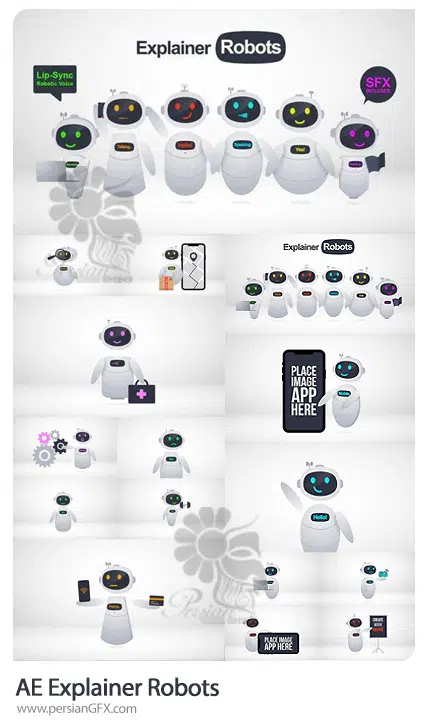 Explainer Robots
Lip-Sync
Robotic Voice
SFX
INCLUDED
Hello!
Speaking
Yes!
Explainer Robots
PLACE
IMAGE
APP
HERE
Hello!
PLACE IMAGE
APP HERE
AE Explainer Robots
www.persianGFX.com